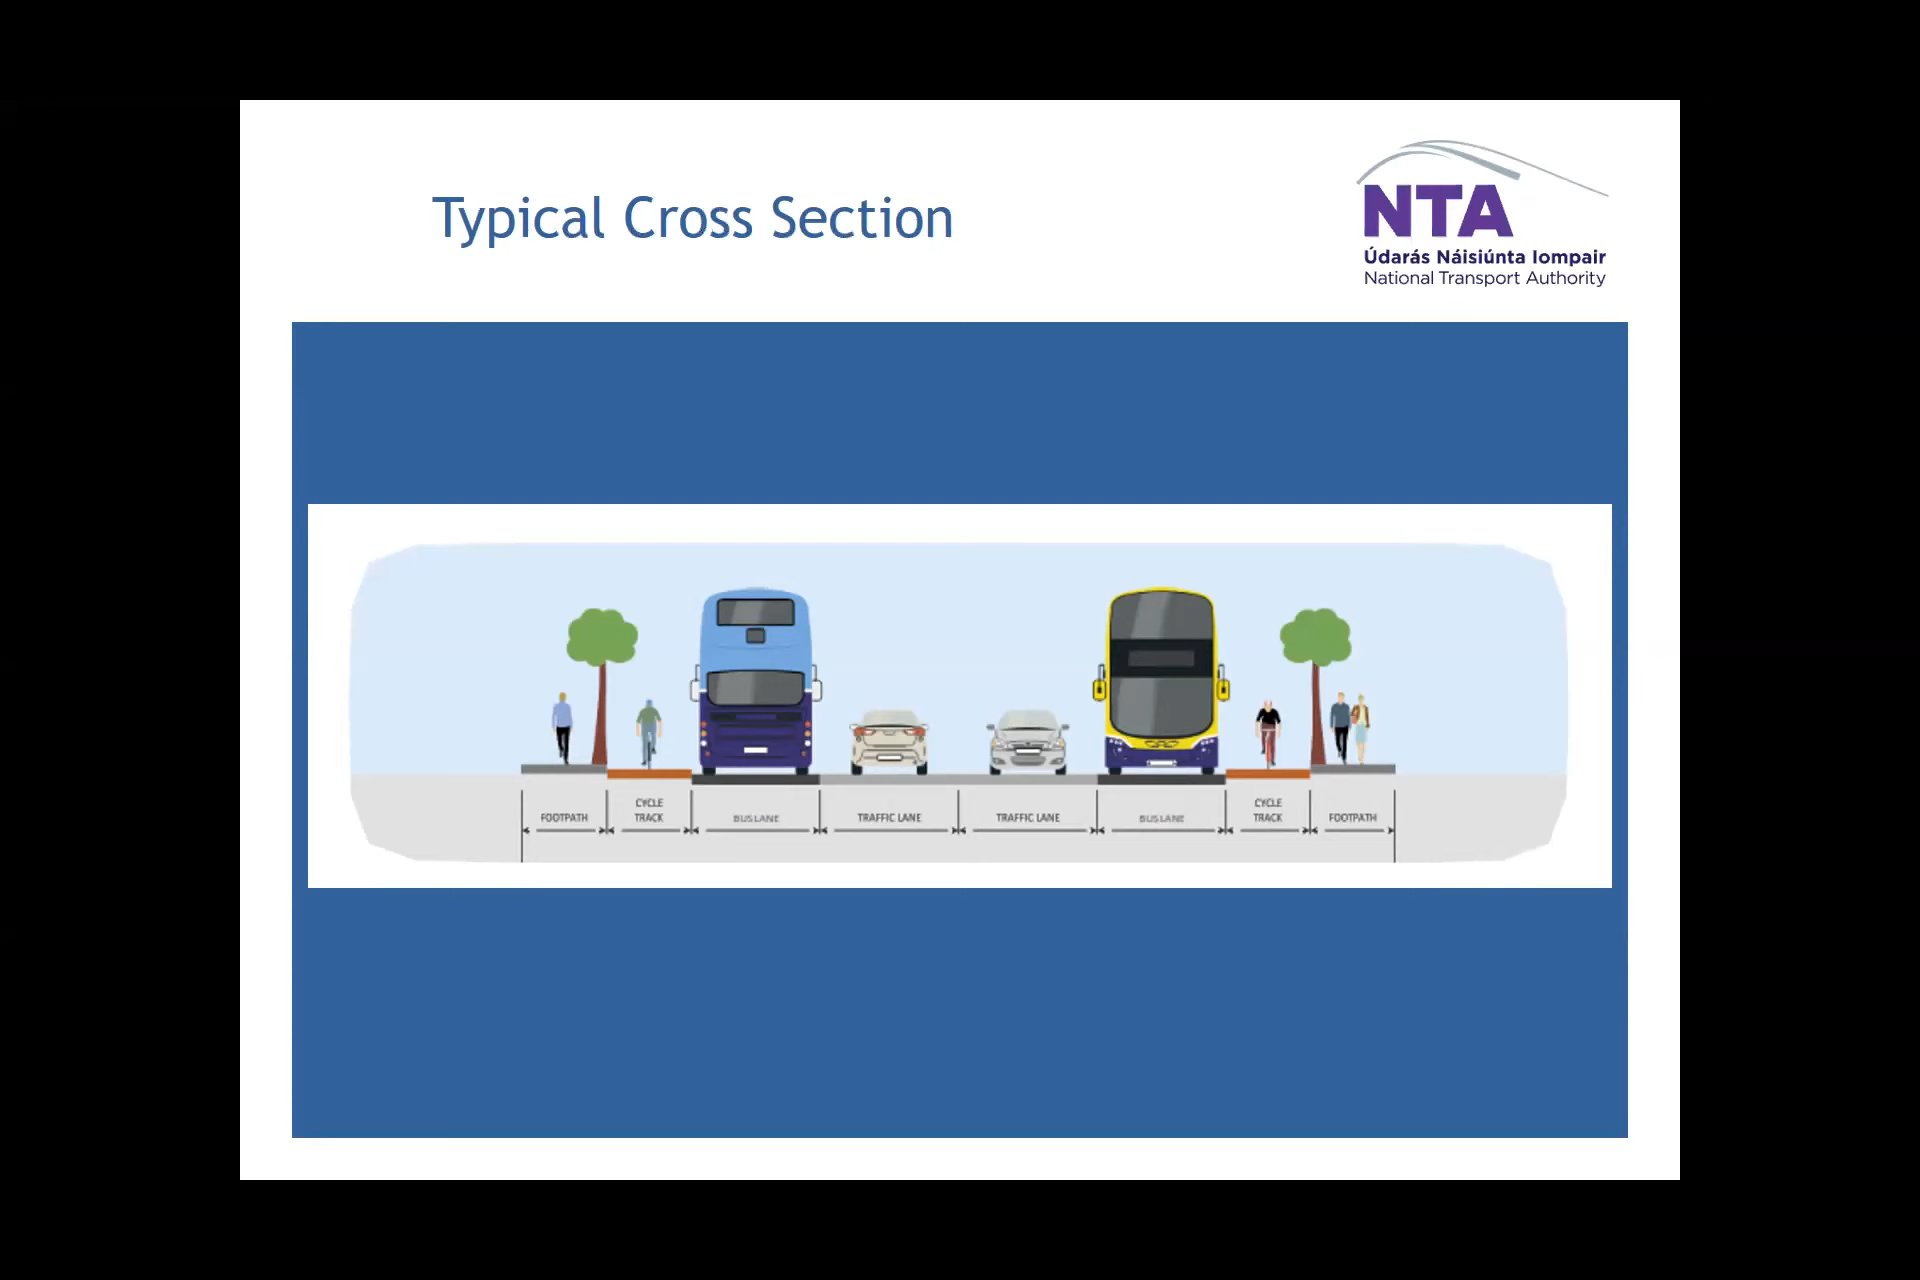 Typical Cross Section
NTA
Údarás Náisiúnta Iompair
National Transport Authority
FOOTPATH
CYCLE
TRACK
BUS LANE
TRAFFIC LANE
TRAFFIC LANE
BUS LANE
CYCLE
TRACK
FOOTPATH